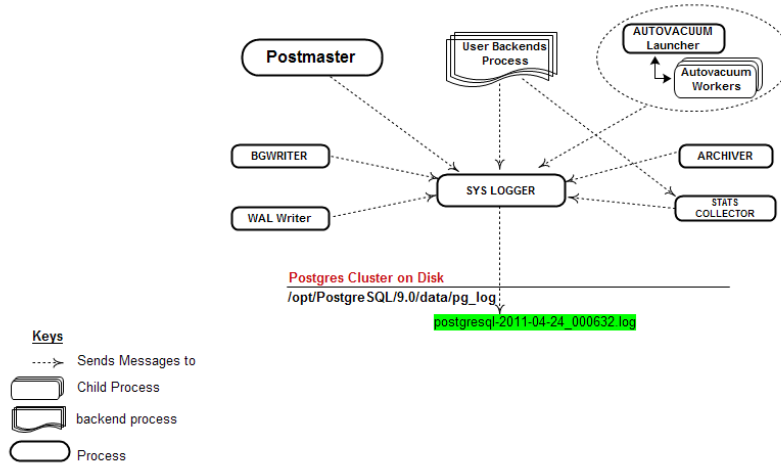 Postmaster
User Backends
Process
AUTOVACUUM
Launcher
Autovacuum
Workers
BGWRITER
ARCHIVER
SYS LOGGER
WAL Writer
STATS
COLLECTOR
Postgres Cluster on Disk
/opt/PostgreSQL/9.0/data/pg_log
postgresql-2011-04-24_000632.log
Keys
Sends Messages to
Child Process
backend process
Process